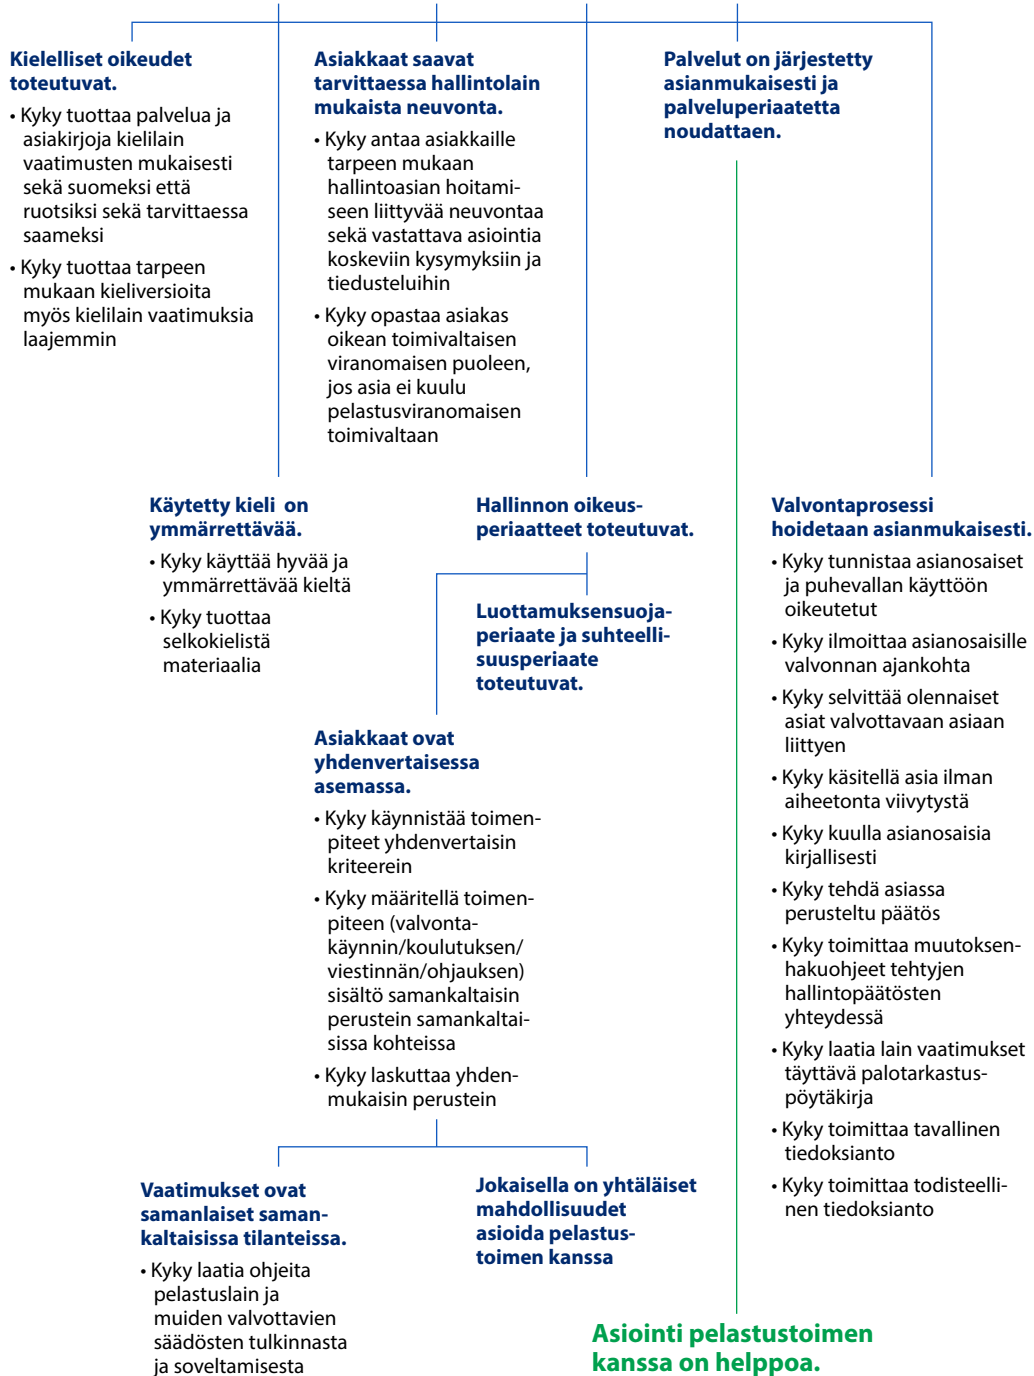 Kielelliset oikeudet
toteutuvat.
• Kyky tuottaa palvelua ja
asiakirjoja kielilain
vaatimusten mukaisesti
sekä suomeksi että
ruotsiksi sekä tarvittaessa
saameksi
• Kyky tuottaa tarpeen
mukaan kieliversioita
myös kielilain vaatimuksia
laajemmin
Asiakkaat saavat
tarvittaessa hallintolain
mukaista neuvonta.
• Kyky antaa asiakkaille
tarpeen mukaan
hallintoasian hoitami-
seen liittyvää neuvontaa
sekä vastattava asiointia
koskeviin kysymyksiin ja
tiedusteluihin
• Kyky opastaa asiakas
oikean toimivaltaisen
viranomaisen puoleen,
jos asia ei kuulu
pelastusviranomaisen
toimivaltaan
Palvelut on järjestetty
asianmukaisesti ja
palveluperiaatetta
noudattaen.
Käytetty kieli on
ymmärrettävää.
• Kyky käyttää hyvää ja
ymmärrettävää kieltä
• Kyky tuottaa
selkokielistä
materiaalia
Hallinnon oikeus-
periaatteet toteutuvat.
Luottamuksensuoja-
periaate ja suhteelli-
suusperiaate
toteutuvat.
Asiakkaat ovat
yhdenvertaisessa
asemassa.
• Kyky käynnistää toimen-
piteet yhdenvertaisin
kriteerein
• Kyky määritellä toimen-
piteen (valvonta-
käynnin/koulutuksen/
viestinnän/ohjauksen)
sisältö samankaltaisin
perustein samankaltai-
sissa kohteissa
• Kyky laskuttaa yhden-
mukaisin perustein
Valvontaprosessi
hoidetaan asianmukaisesti.
• Kyky tunnistaa asianosaiset
ja puhevallan käyttöön
oikeutetut
• Kyky ilmoittaa asianosaisille
valvonnan ajankohta
• Kyky selvittää olennaiset
asiat valvottavaan asiaan
liittyen
• Kyky käsitellä asia ilman
aiheetonta viivytystä
• Kyky kuulla asianosaisia
kirjallisesti
• Kyky tehdä asiassa
perusteltu päätös
• Kyky toimittaa muutoksen-
hakuohjeet tehtyjen
hallintopäätösten
yhteydessä
• Kyky laatia lain vaatimukset
täyttävä palotarkastus-
pöytäkirja
• Kyky toimittaa tavallinen
tiedoksianto
• Kyky toimittaa todisteelli-
nen tiedoksianto
Vaatimukset ovat
samanlaiset saman-
kaltaisissa tilanteissa.
• Kyky laatia ohjeita
pelastuslain ja
muiden valvottavien
säädösten tulkinnasta
ja soveltamisesta
Jokaisella on yhtäläiset
mahdollisuudet
asioida pelastus-
toimen kanssa
Asiointi pelastustoimen
kanssa on helppoa.